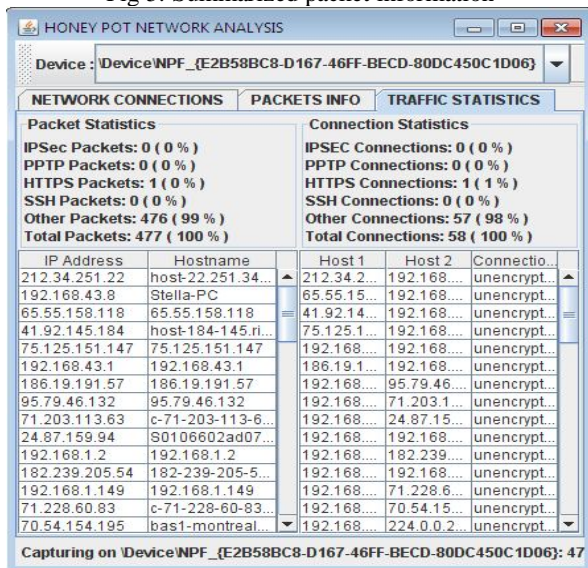 Fig 3: Summarized packet information
HONEY POT NETWORK ANALYSIS
Device : \Device\NPF_{E2B58BC8-D167-46FF-BECD-80DC450C1D06}
NETWORK CONNECTIONS PACKETS INFO TRAFFIC STATISTICS
Packet Statistics
IPSec Packets: 0 ( 0 % )
PPTP Packets: 0 ( 0 % )
HTTPS Packets: 1 ( 0 % )
SSH Packets: 0 ( 0 % )
Other Packets: 476 ( 99 % )
Total Packets: 477 ( 100 % )
Connection Statistics
IPSEC Connections: 0 ( 0 % )
PPTP Connections: 0 ( 0 % )
HTTPS Connections: 1 ( 1 % )
SSH Connections: 0 ( 0 % )
Other Connections: 57 ( 98 % )
Total Connections: 58 ( 100 % )
IP Address Hostname
212.34.251.22 host-22.251.34...
192.168.43.8 Stella-PC
65.55.158.118 65.55.158.118
41.92.145.184 host-184-145.ri...
75.125.151.147 75.125.151.147
192.168.43.1 192.168.43.1
186.19.191.57 186.19.191.57
95.79.46.132 95.79.46.132
71.203.113.63 c-71-203-113-6...
24.87.159.94 S0106602ad07...
192.168.1.2 192.168.1.2
182.239.205.54 182-239-205-5...
192.168.1.149 192.168.1.149
71.228.60.83 c-71-228-60-83...
70.54.154.195 bas1-montreal...
Host 1 Host 2 Connectio...
212.34.2... 192.168.... unencrypt...
65.55.15... 192.168.... unencrypt...
41.92.14... 192.168.... unencrypt...
75.125.1... 192.168.... unencrypt...
192.168.... 192.168.... unencrypt...
186.19.1... 192.168.... unencrypt...
192.168.... 95.79.46... unencrypt...
192.168.... 71.203.1... unencrypt...
192.168.... 24.87.15... unencrypt...
192.168.... 192.168.... unencrypt...
192.168.... 182.239.... unencrypt...
192.168.... 192.168.... unencrypt...
192.168.... 71.228.6... unencrypt...
192.168.... 70.54.15... unencrypt...
192.168.... 224.0.0.2... unencrypt...
Capturing on \Device\NPF_{E2B58BC8-D167-46FF-BECD-80DC450C1D06}: 47